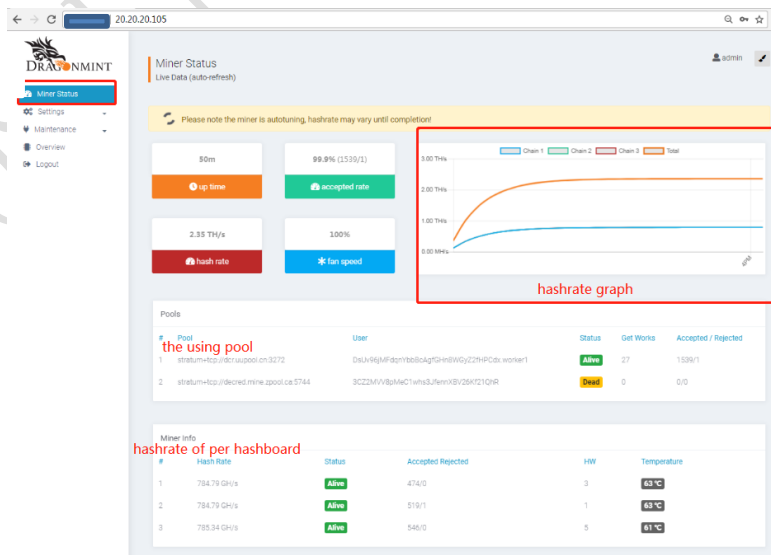 20.20.20.105
DRAGONMINT
Miner Status
Settings
Maintenance
Overview
Logout
Miner Status
Live Data (auto-refresh)
admin
Please note the miner is autotuning, hashrate may vary until completion!
50m
up time
99.9% (1539/1)
accepted rate
2.35 TH/s
hash rate
100%
fan speed
Chain 1 Chain 2 Chain 3 Total
3.00 TH/s
2.00 TH/s
1.00 TH/s
0.00 MH/s
hashrate graph
Pools
# Pool User Status Get Works Accepted / Rejected
the using pool
1 stratum+tcp://dcr.uupool.cn:3272 Alive 27 1539/1
2 stratum+tcp://decred.mine.zpool.ca:5744 Dead 0 0/0
Miner Info
hashrate of per hashboard
# Hash Rate Status Accepted Rejected HW Temperature
1 784.79 GH/s Alive 474/0 3 63 °C
2 784.79 GH/s Alive 519/1 1 63 °C
3 785.34 GH/s Alive 546/0 5 61 °C